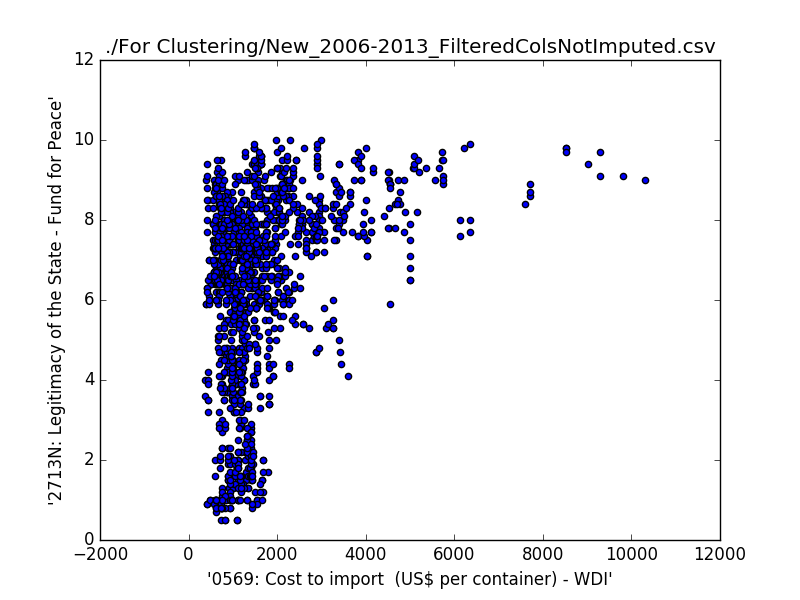 ./For Clustering/New_2006-2013_FilteredColsNotImputed.csv
12
10
8
6
4
2
0
'2713N: Legitimacy of the State - Fund for Peace'
−2000 0 2000 4000 6000 8000 10000 12000
'0569: Cost to import  (US$ per container) - WDI'